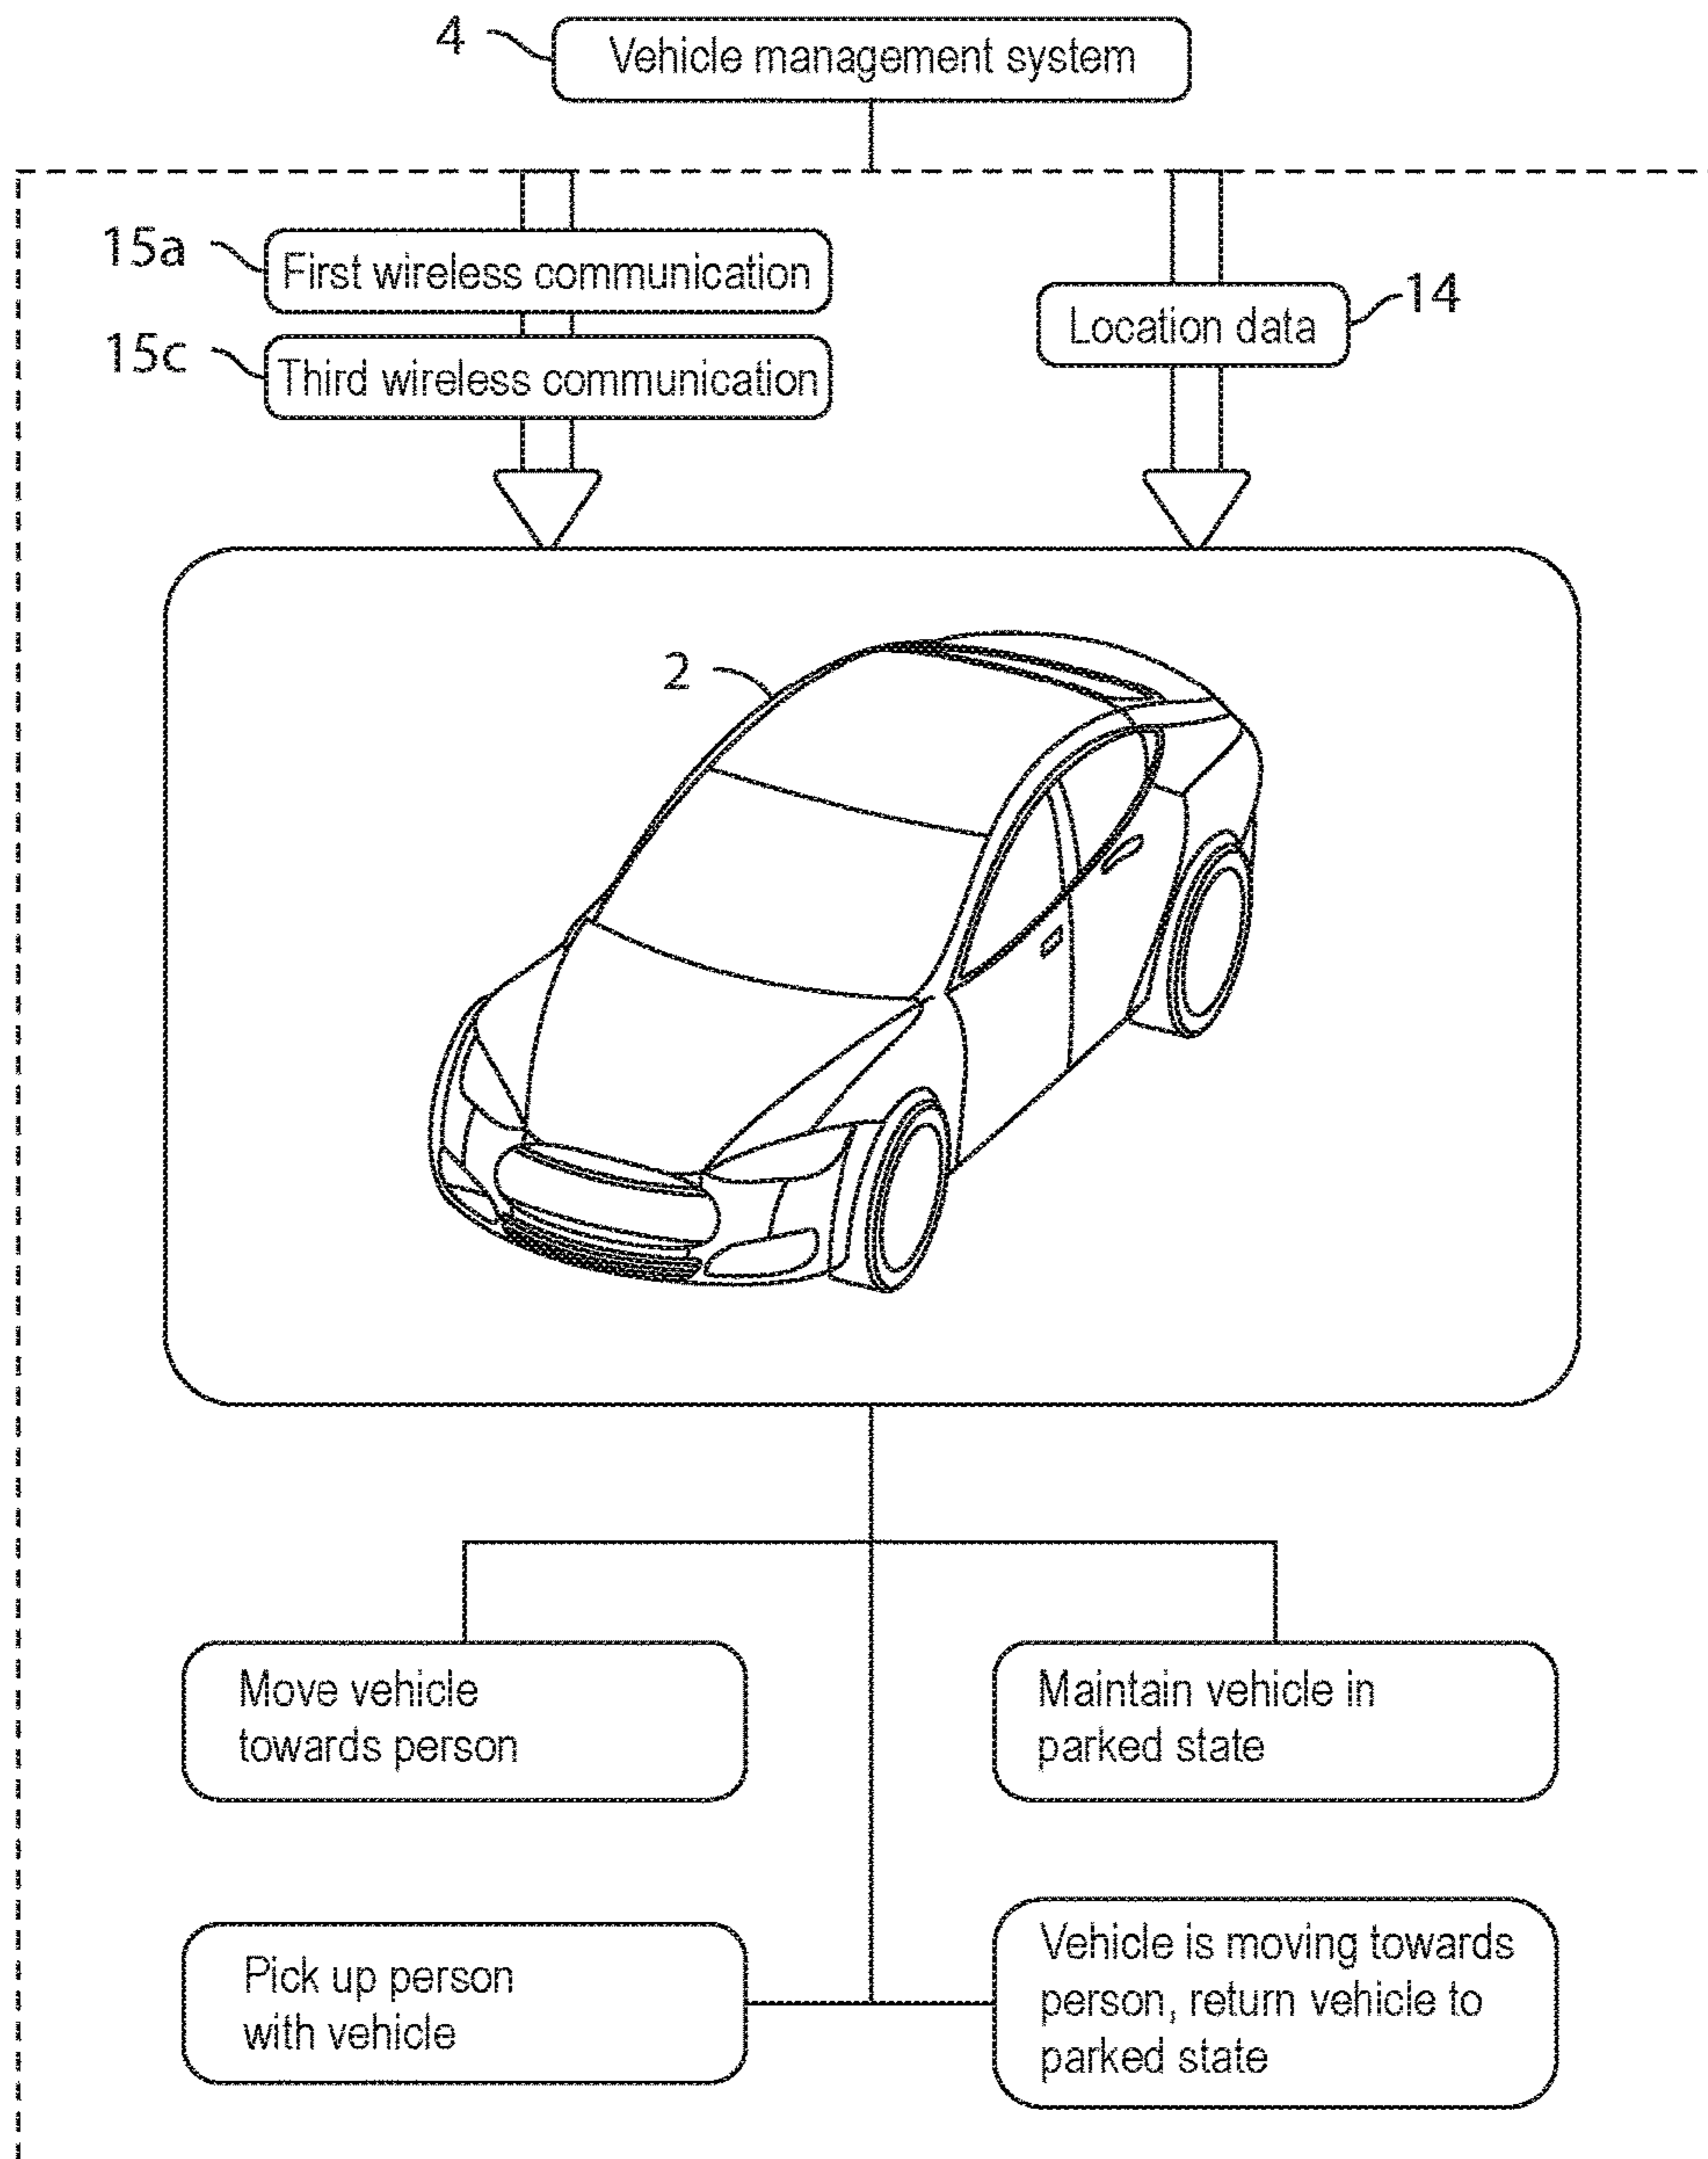 4
Vehicle management system
15a
First wireless communication
15c
Third wireless communication
Location data
14
2
Move vehicle
towards person
Maintain vehicle in
parked state
Pick up person
with vehicle
Vehicle is moving towards
person, return vehicle to
parked state